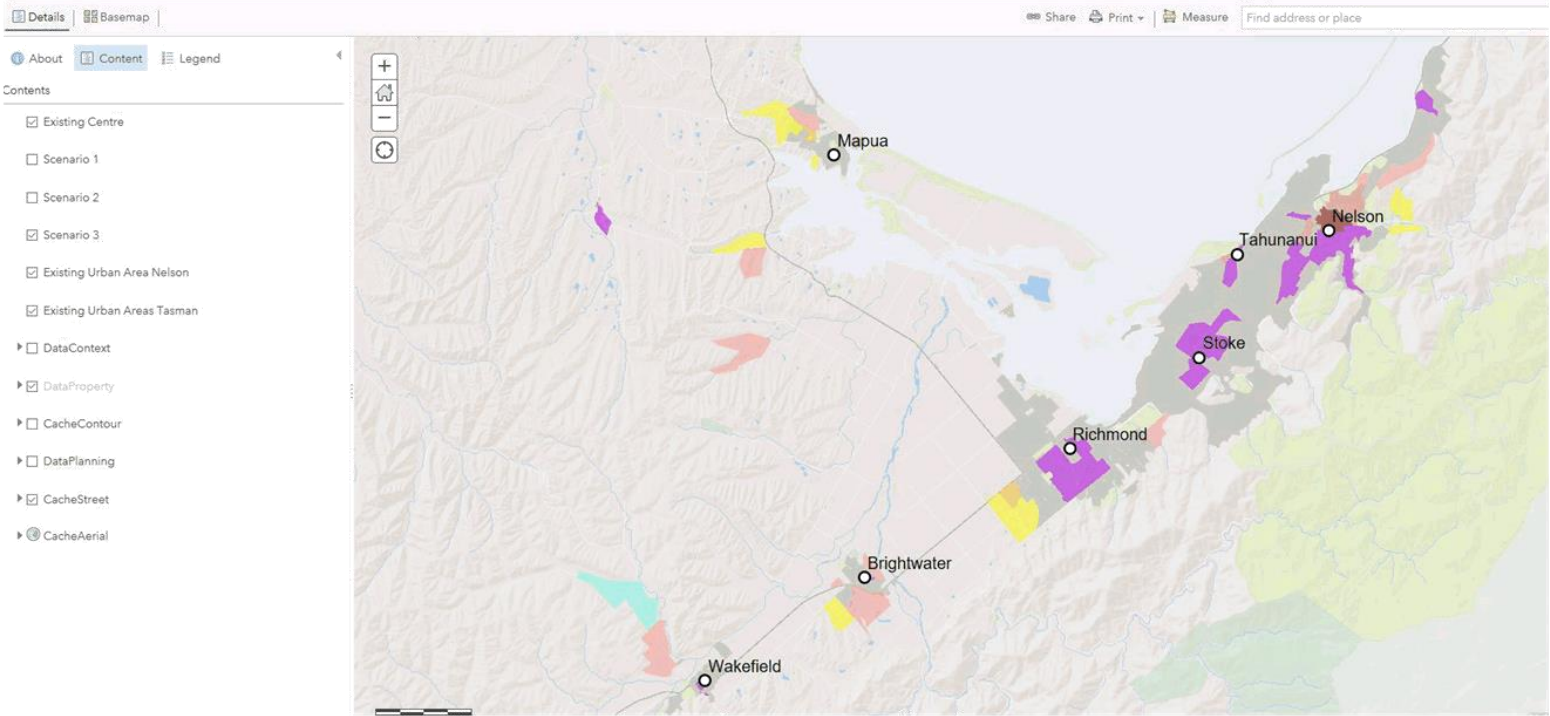 Details
Basemap
Share
Print
Measure
Find address or place
About
Content
Legend
Contents
Existing Centre
Scenario 1
Scenario 2
Scenario 3
Existing Urban Area Nelson
Existing Urban Areas Tasman
DataContext
DataProperty
CacheContour
DataPlanning
CacheStreet
CacheAerial
Mapua
Nelson
Tahunanui
Stoke
Richmond
Brightwater
Wakefield